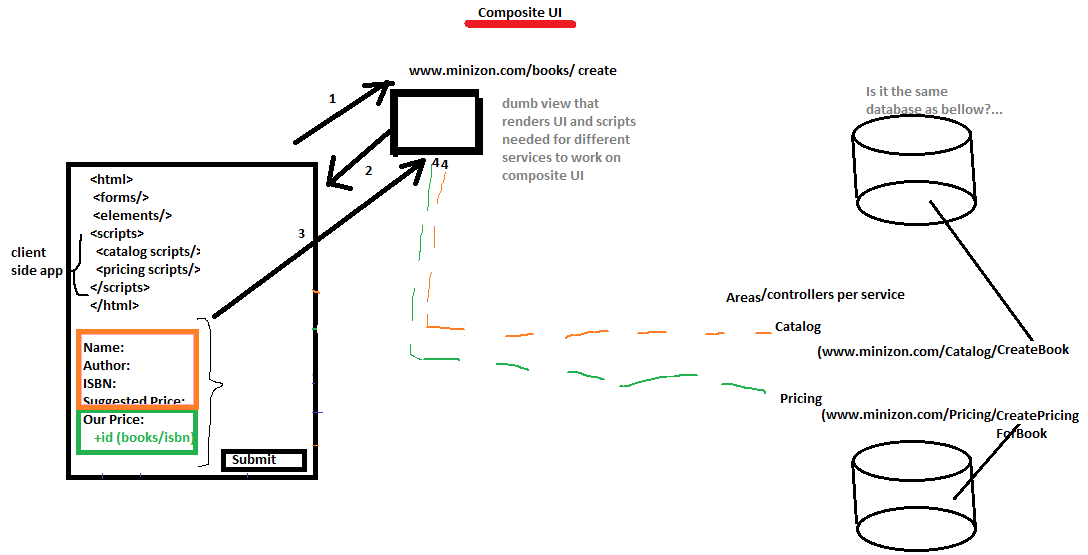 Composite UI
www.minizon.com/books/ create
1
dumb view that
renders UI and scripts
needed for different
services to work on
composite UI
Is it the same
database as bellow?...
2
4 4
3
<html>
<forms/>
<elements/>
<scripts>
<catalog scripts/>
<pricing scripts/>
</scripts>
</html>
client
side app
Name:
Author:
ISBN:
Suggested Price:
Our Price:
+id (books/isbn)
Submit
Areas/controllers per service
Catalog
(www.minizon.com/Catalog/CreateBook
Pricing
(www.minizon.com/Pricing/CreatePricing
ForBook